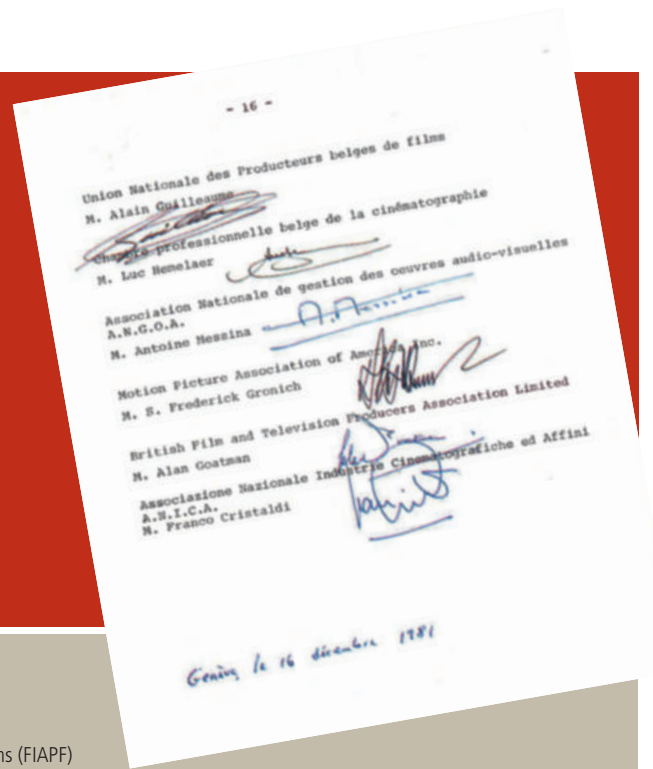 - 16 -
Union Nationale des Producteurs belges de films
M. Alain Guilleaume
Chambre professionnelle belge de la cinématographie
M. Luc Hemelaer
Association Nationale de gestion des oeuvres audio-visuelles
A.N.G.O.A.
M. Antoine Messina
A. Messina
Motion Picture Association of America, Inc.
M. S. Frederick Gronich
British Film and Television Producers Association Limited
M. Alan Goatman
Associazione Nazionale Industrie Cinematografiche ed Affini
A.N.I.C.A.
M. Franco Cristaldi
Genève, le 16 décembre 1981
ns (FIAPF)